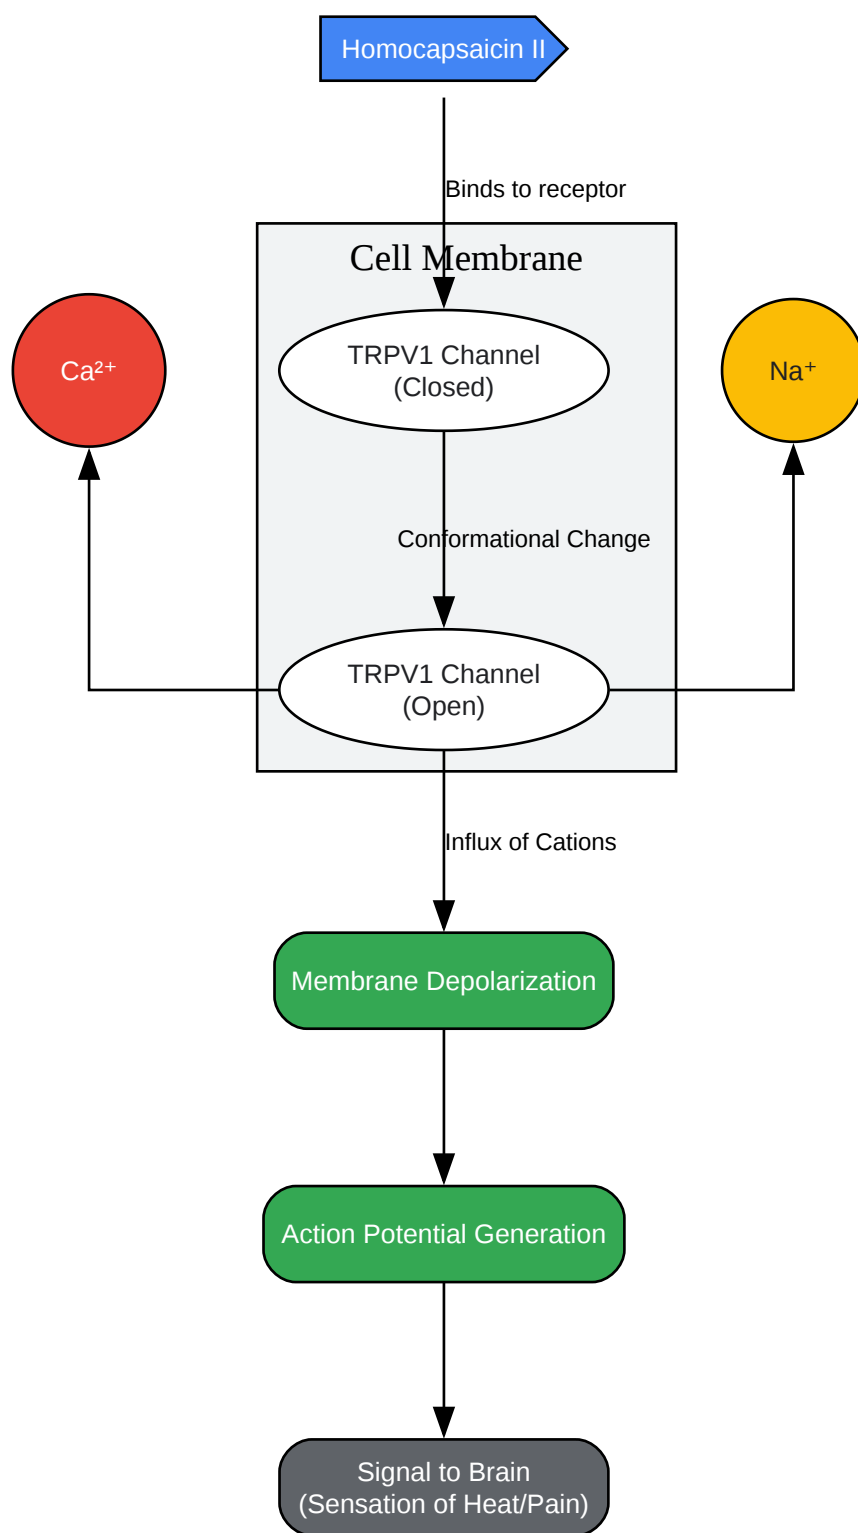 Homocapsaicin II
Binds to receptor
Cell Membrane
TRPV1 Channel
(Closed)
Ca²⁺
Na⁺
Conformational Change
TRPV1 Channel
(Open)
Influx of Cations
Membrane Depolarization
Action Potential Generation
Signal to Brain
(Sensation of Heat/Pain)